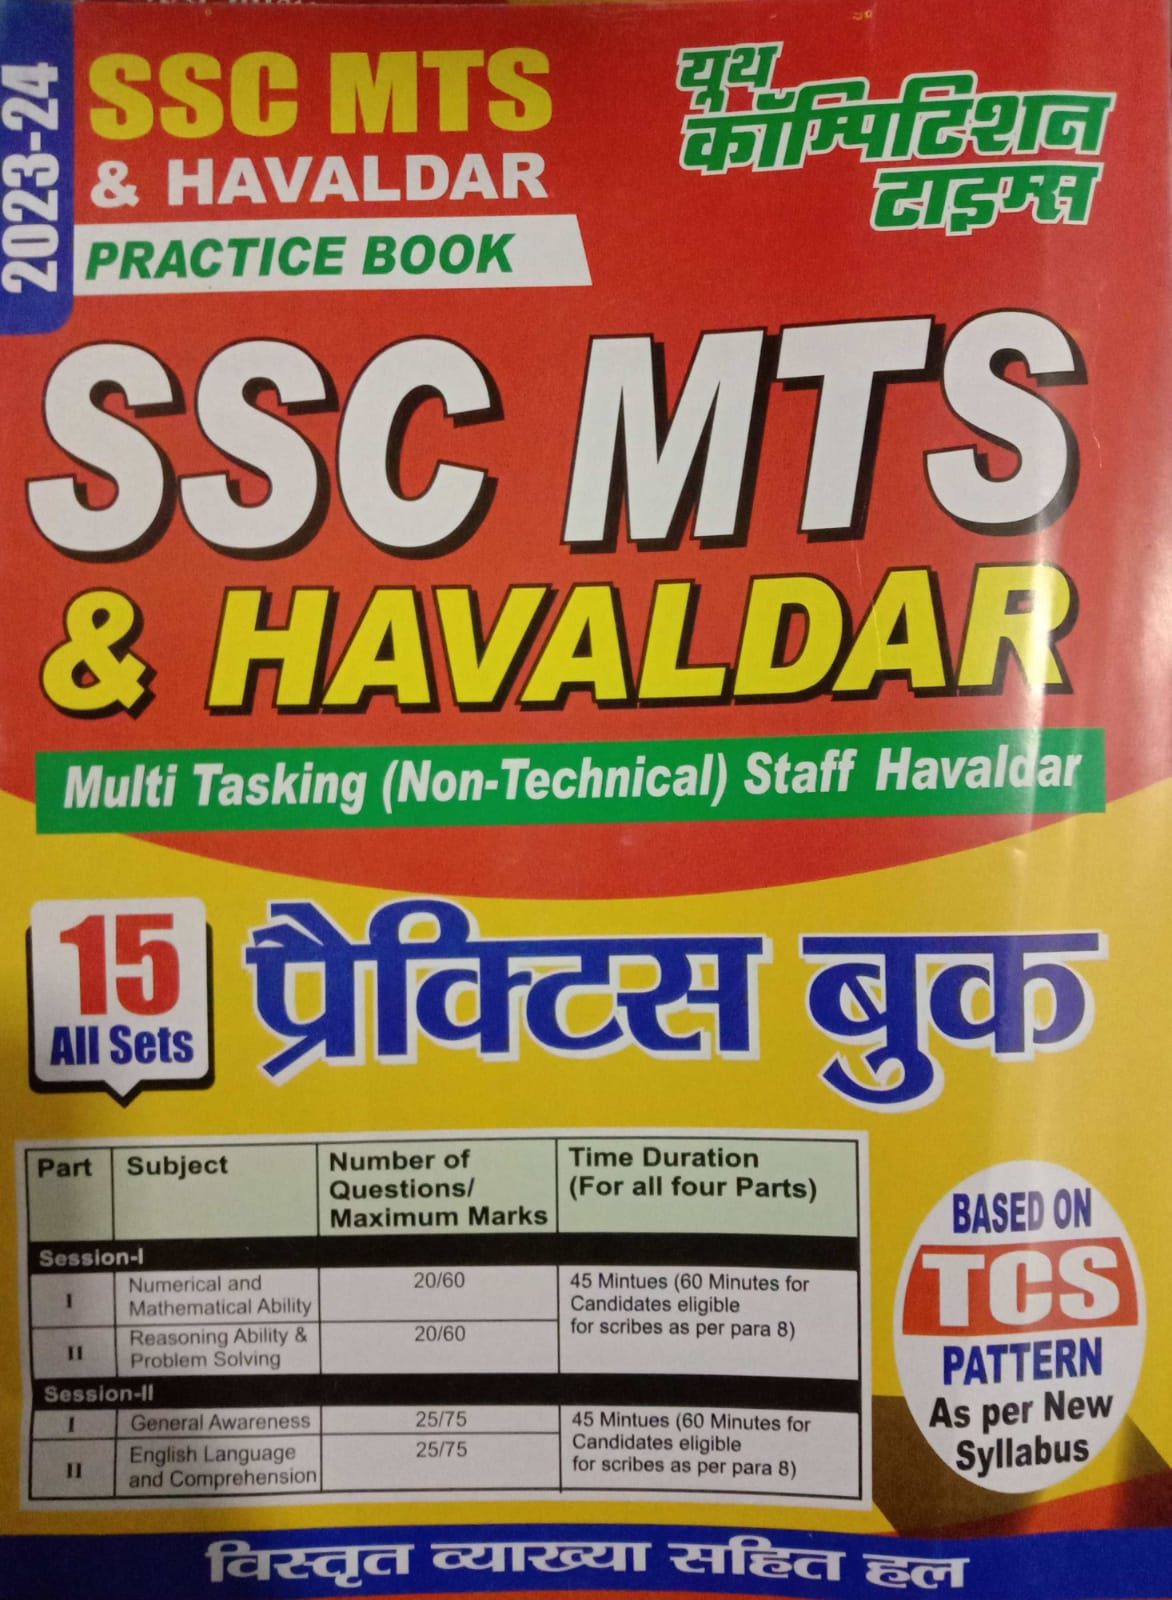 2023-24
SSC MTS
& HAVALDAR
PRACTICE BOOK
यूथ
कॉम्पिटिशन
टाइम्स
SSC MTS
& HAVALDAR
Multi Tasking (Non-Technical) Staff Havaldar
15
All Sets
प्रैक्टिस बुक
Part Subject Number of Questions/ Maximum Marks Time Duration (For all four Parts)
Session-I
I Numerical and Mathematical Ability 20/60 45 Mintues (60 Minutes for Candidates eligible for scribes as per para 8)
II Reasoning Ability & Problem Solving 20/60
Session-II
I General Awareness 25/75 45 Mintues (60 Minutes for Candidates eligible for scribes as per para 8)
II English Language and Comprehension 25/75
BASED ON
TCS
PATTERN
As per New
Syllabus
विस्तृत व्याख्या सहित हल